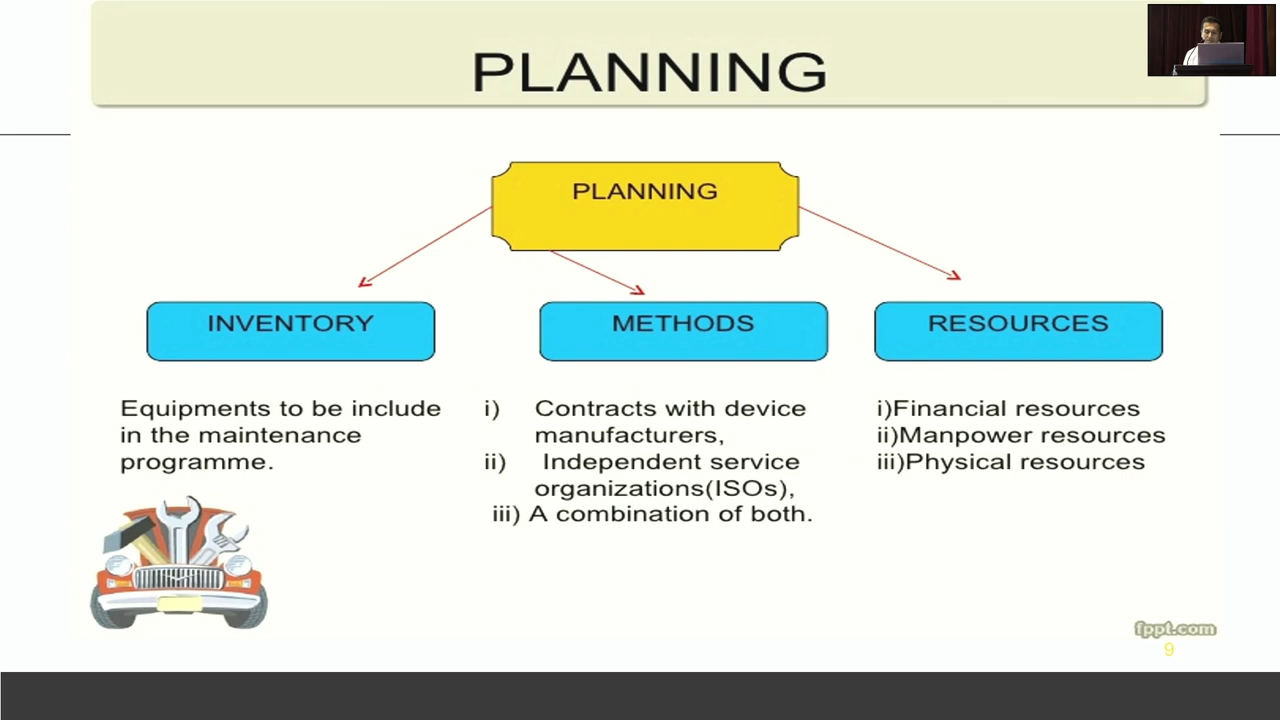 PLANNING
PLANNING
INVENTORY
METHODS
RESOURCES
Equipments to be include
in the maintenance
programme.
i) Contracts with device
manufacturers,
ii) Independent service
organizations(ISOs),
iii) A combination of both.
i)Financial resources
ii)Manpower resources
iii)Physical resources
fppt.com
9